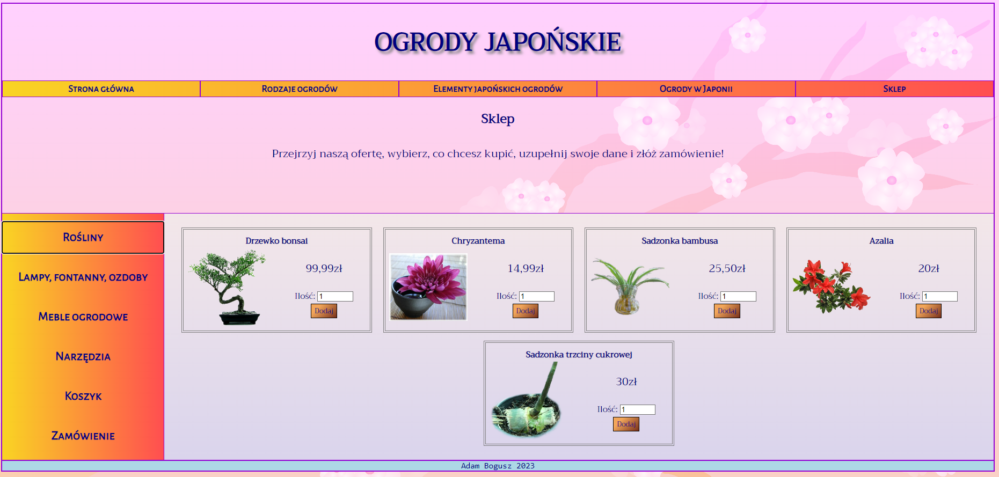 OGRODY JAPOŃSKIE
Strona główna
Rodzaje ogrodów
Elementy japońskich ogrodów
Ogrody w Japonii
Sklep
Sklep
Przejrzyj naszą ofertę, wybierz, co chcesz kupić, uzupełnij swoje dane i złóż zamówienie!
Rośliny
Lampy, fontanny, ozdoby
Meble ogrodowe
Narzędzia
Koszyk
Zamówienie
Drzewko bonsai
99,99zł
Ilość: 1
Dodaj
Chryzantema
14,99zł
Ilość: 1
Dodaj
Sadzonka bambusa
25,50zł
Ilość: 1
Dodaj
Azalia
20zł
Ilość: 1
Dodaj
Sadzonka trzciny cukrowej
30zł
Ilość: 1
Dodaj
Adam Bogusz 2023